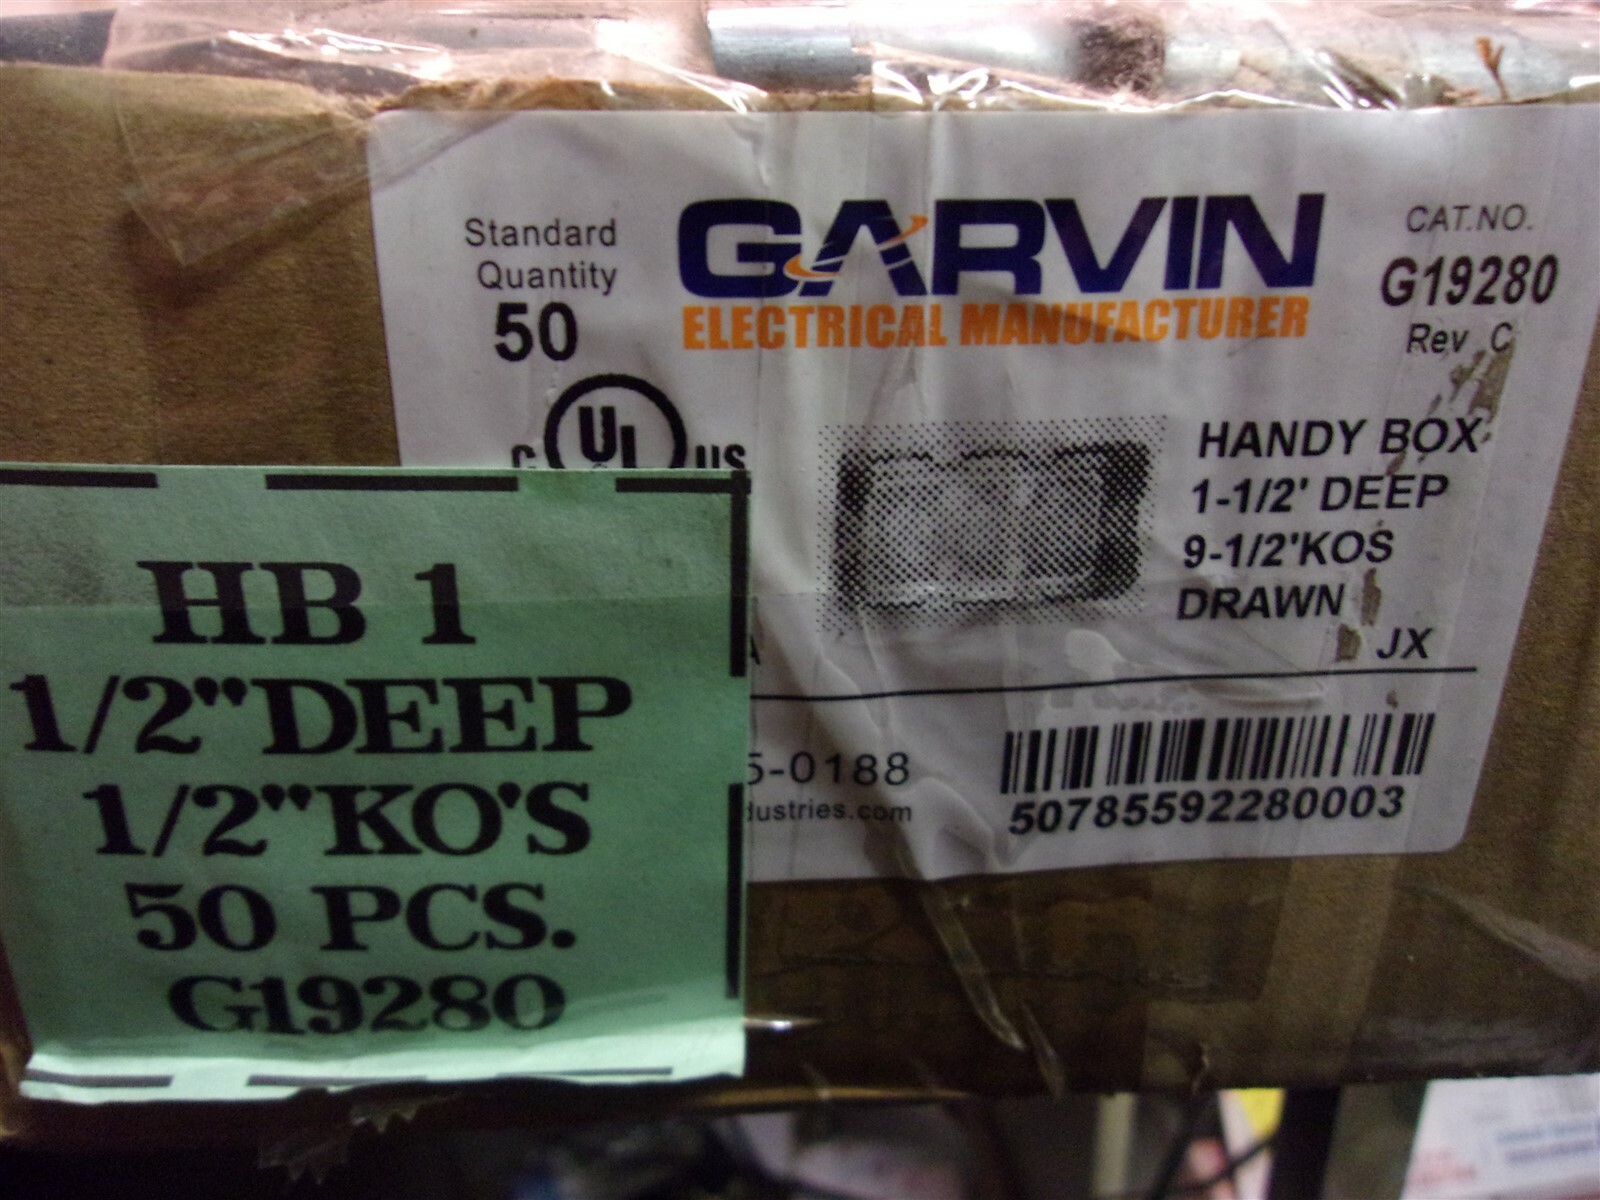 Standard
Quantity
50
GARVIN
ELECTRICAL MANUFACTURER
CAT.NO.
G19280
Rev C
C UL US
HANDY BOX
1-1/2' DEEP
9-1/2'KOS
DRAWN
JX
5-0188
dustries.com
50785592280003
HB 1
1/2"DEEP
1/2"KO'S
50 PCS.
G19280